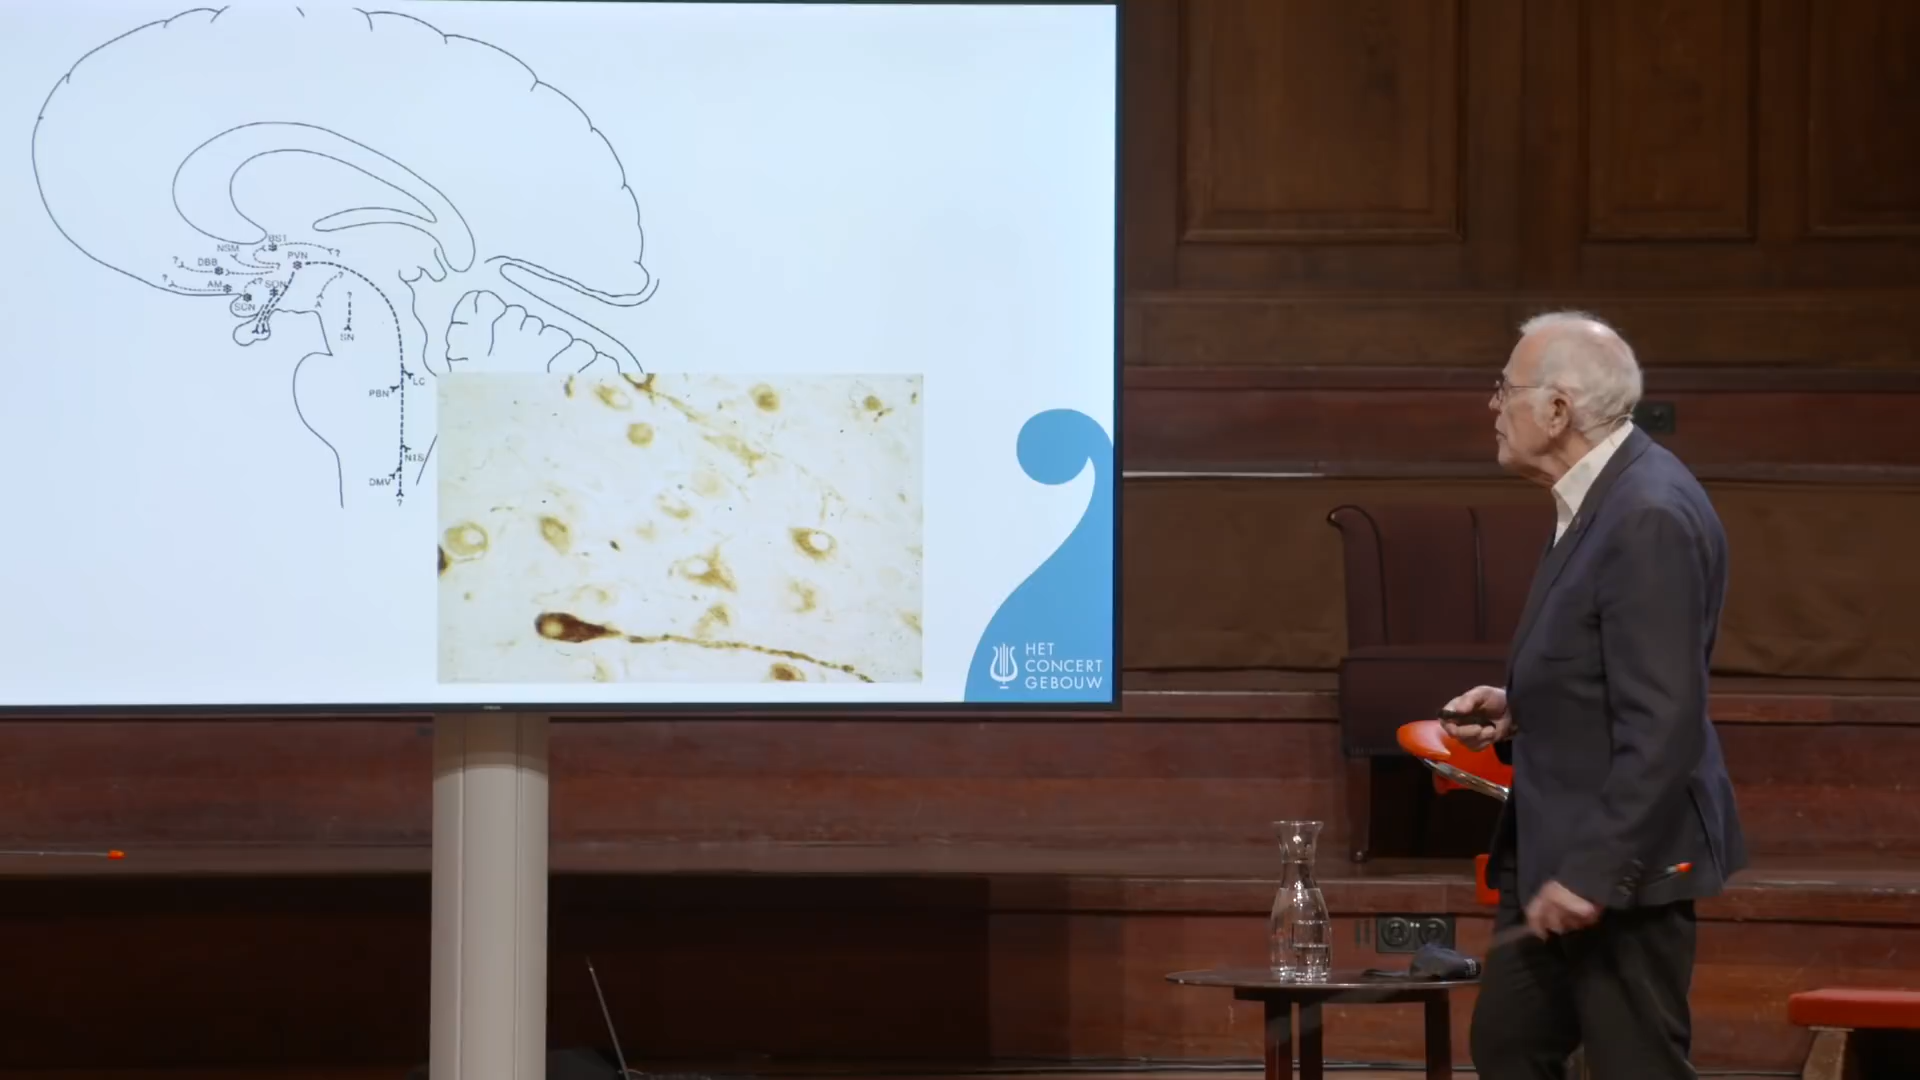 BST
NSM
PVN
DBB
AM
SON
SCN
A
SN
LC
PBN
NTS
DMV
HET
CONCERT
GEBOUW